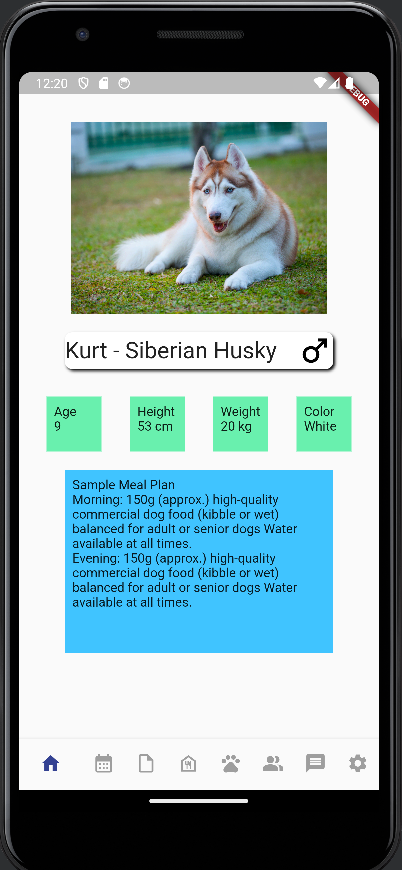 12:20
Kurt - Siberian Husky
Age
9
Height
53 cm
Weight
20 kg
Color
White
Sample Meal Plan
Morning: 150g (approx.) high-quality
commercial dog food (kibble or wet)
balanced for adult or senior dogs Water
available at all times.
Evening: 150g (approx.) high-quality
commercial dog food (kibble or wet)
balanced for adult or senior dogs Water
available at all times.